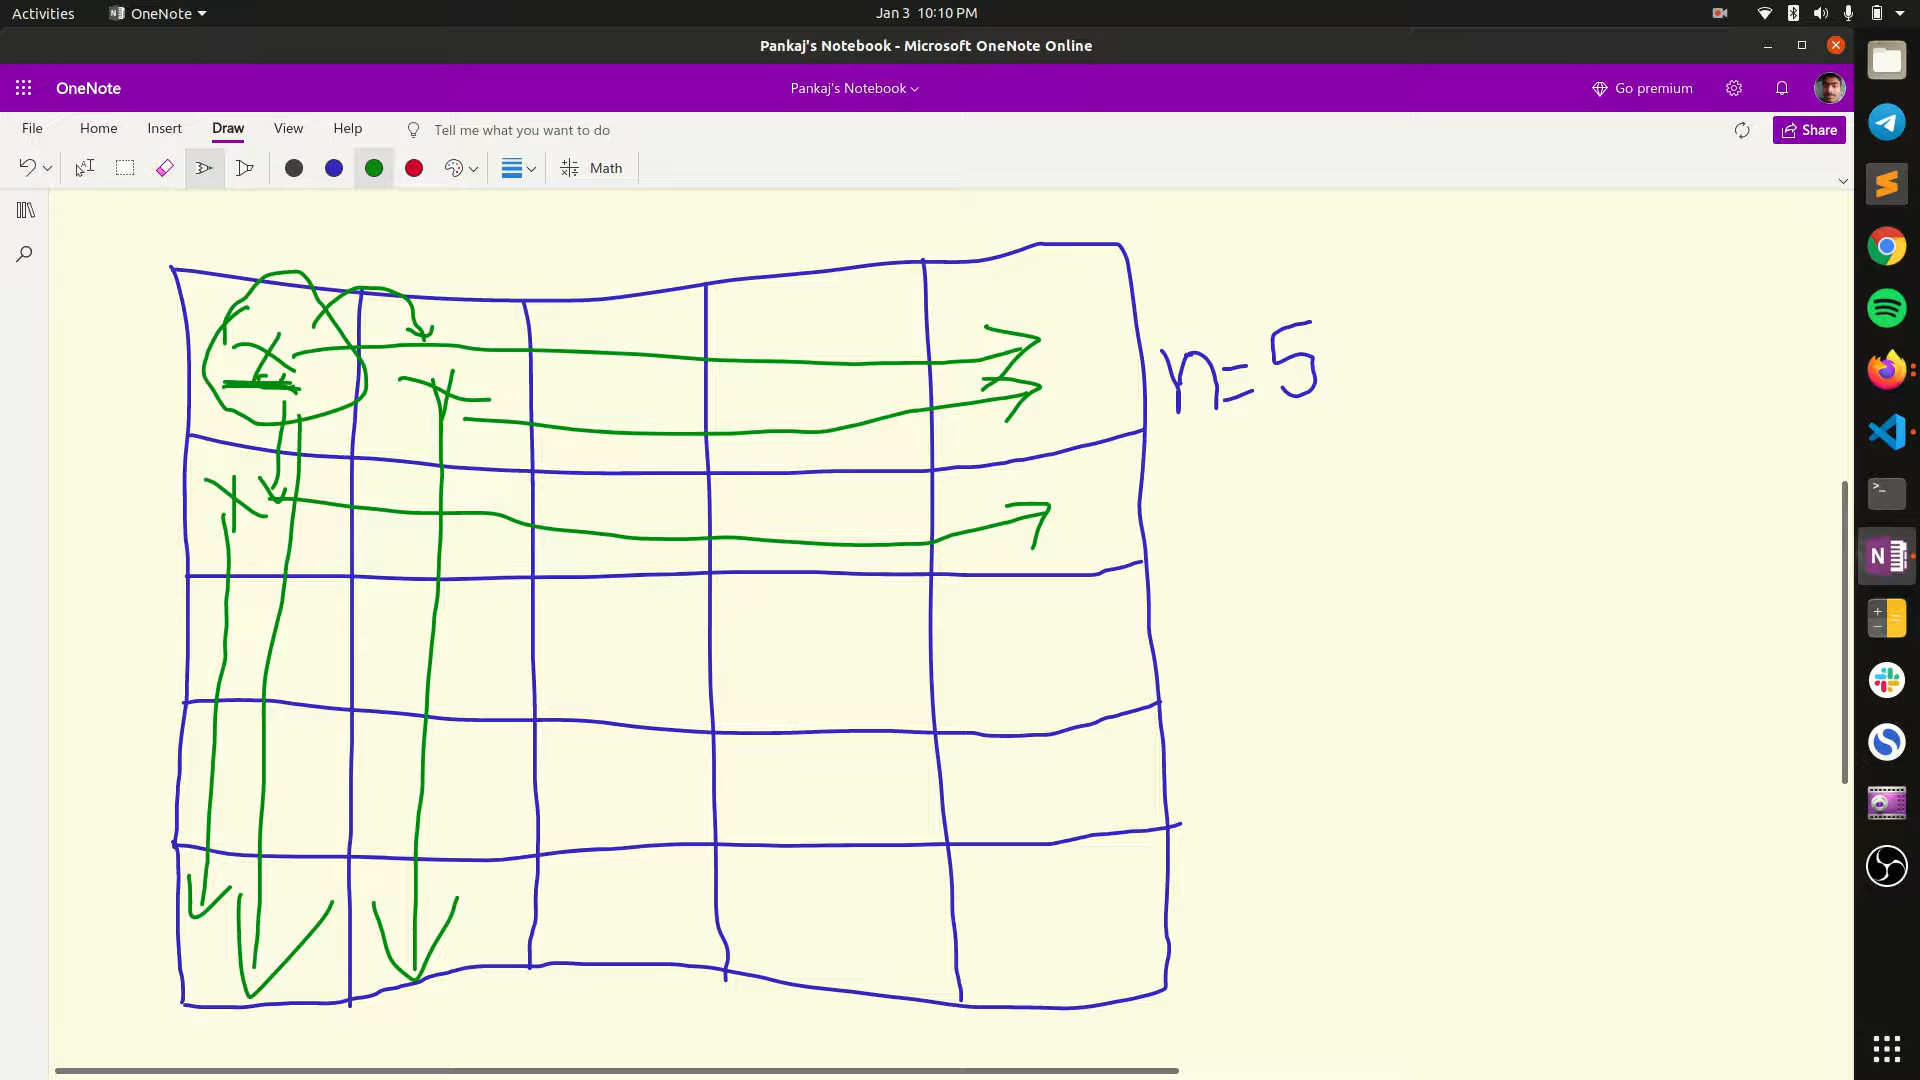 Activities OneNote Jan 3 10:10 PM
Pankaj's Notebook - Microsoft OneNote Online
OneNote Pankaj's Notebook Go premium
File Home Insert Draw View Help Tell me what you want to do Share
Math
n=5